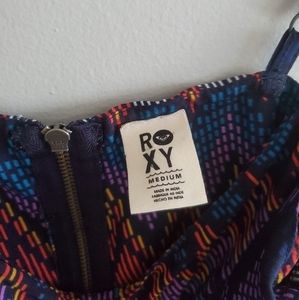 ROXY
MEDIUM
MADE IN INDIA
FABRIQUÉ EN INDE
HECHO EN INDIA